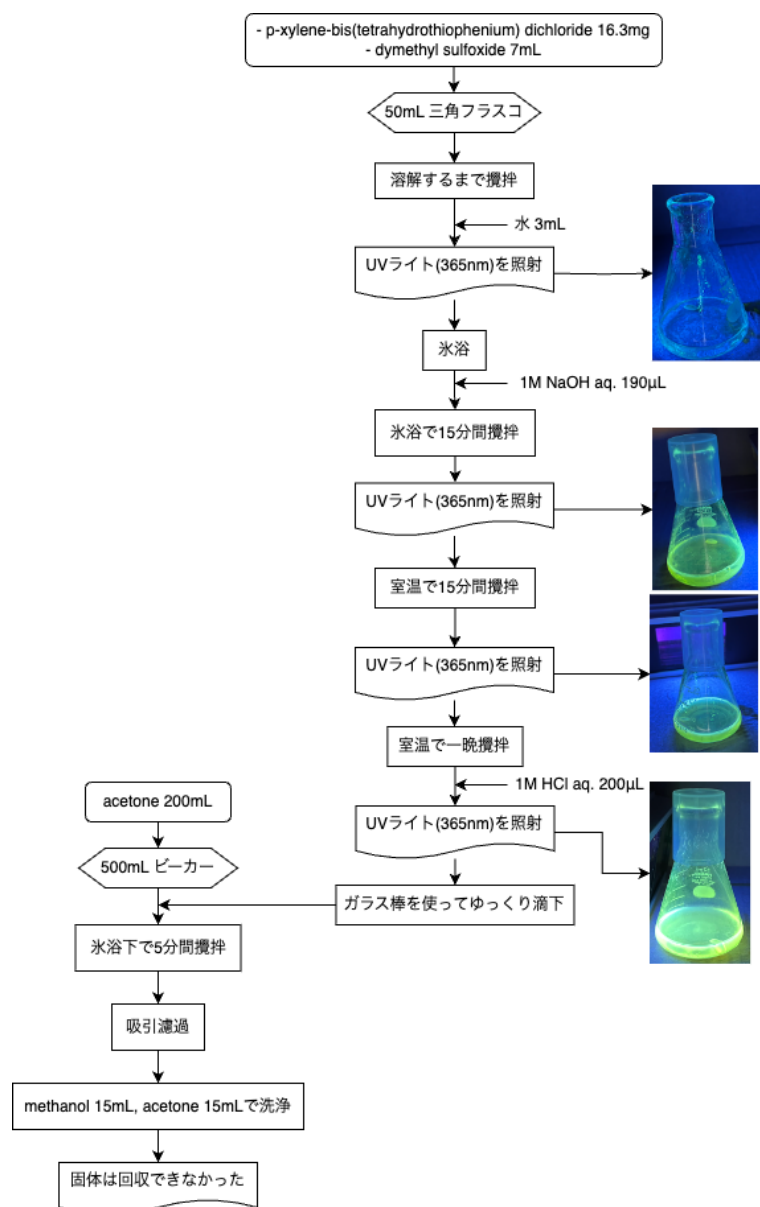 - p-xylene-bis(tetrahydrothiophenium) dichloride 16.3mg
- dymethyl sulfoxide 7mL
50mL 三角フラスコ
溶解するまで攪拌
水 3mL
UVライト(365nm)を照射
氷浴
1M NaOH aq. 190μL
氷浴で15分間攪拌
UVライト(365nm)を照射
室温で15分間攪拌
UVライト(365nm)を照射
室温で一晩攪拌
1M HCl aq. 200μL
UVライト(365nm)を照射
acetone 200mL
500mL ビーカー
ガラス棒を使ってゆっくり滴下
氷浴下で5分間攪拌
吸引濾過
methanol 15mL, acetone 15mLで洗浄
固体は回収できなかった